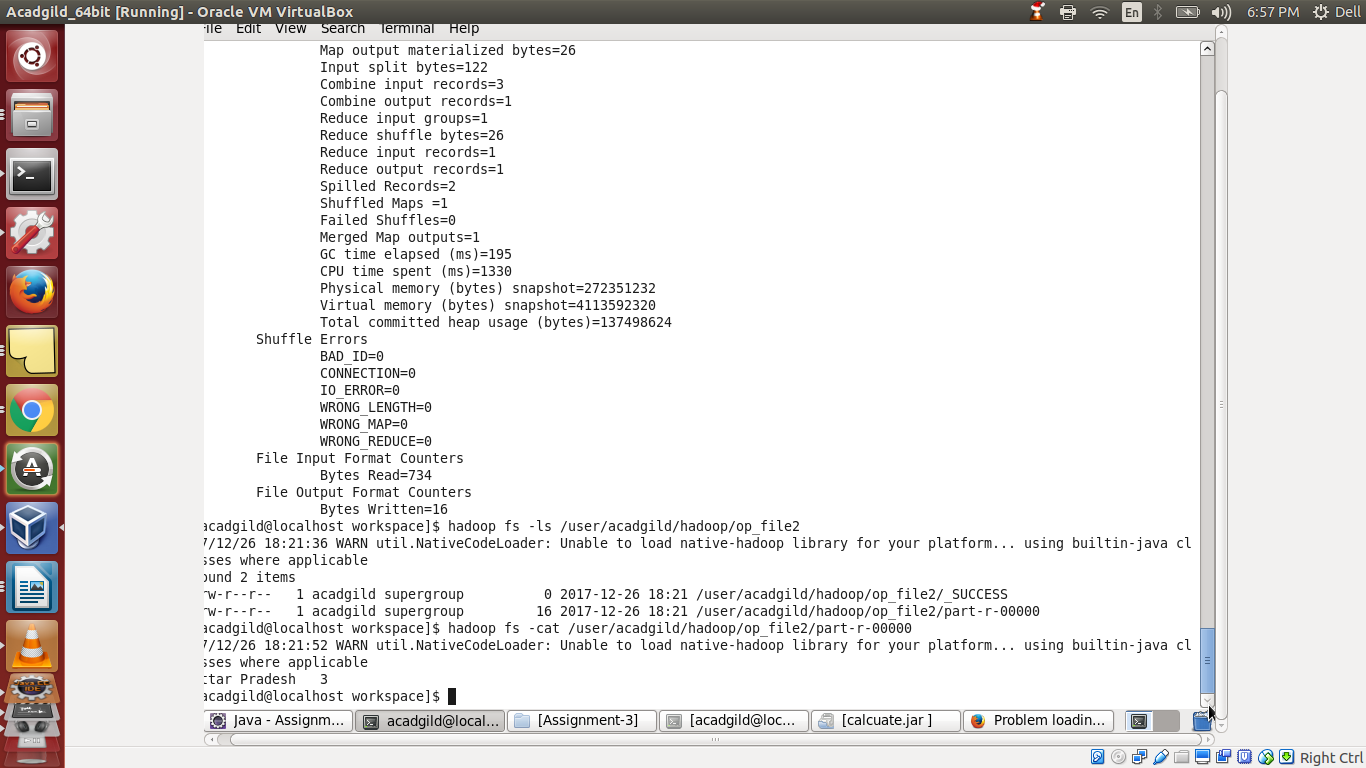 Acadgild_64bit [Running] - Oracle VM VirtualBox
En
6:57 PM
Dell
File Edit View Search Terminal Help
Map output materialized bytes=26
Input split bytes=122
Combine input records=3
Combine output records=1
Reduce input groups=1
Reduce shuffle bytes=26
Reduce input records=1
Reduce output records=1
Spilled Records=2
Shuffled Maps =1
Failed Shuffles=0
Merged Map outputs=1
GC time elapsed (ms)=195
CPU time spent (ms)=1330
Physical memory (bytes) snapshot=272351232
Virtual memory (bytes) snapshot=4113592320
Total committed heap usage (bytes)=137498624
Shuffle Errors
BAD_ID=0
CONNECTION=0
IO_ERROR=0
WRONG_LENGTH=0
WRONG_MAP=0
WRONG_REDUCE=0
File Input Format Counters
Bytes Read=734
File Output Format Counters
Bytes Written=16
acadgild@localhost workspace]$ hadoop fs -ls /user/acadgild/hadoop/op_file2
7/12/26 18:21:36 WARN util.NativeCodeLoader: Unable to load native-hadoop library for your platform... using builtin-java cl
sses where applicable
ound 2 items
rw-r--r-- 1 acadgild supergroup 0 2017-12-26 18:21 /user/acadgild/hadoop/op_file2/_SUCCESS
rw-r--r-- 1 acadgild supergroup 16 2017-12-26 18:21 /user/acadgild/hadoop/op_file2/part-r-00000
acadgild@localhost workspace]$ hadoop fs -cat /user/acadgild/hadoop/op_file2/part-r-00000
7/12/26 18:21:52 WARN util.NativeCodeLoader: Unable to load native-hadoop library for your platform... using builtin-java cl
sses where applicable
ttar Pradesh 3
acadgild@localhost workspace]$
Java - Assignm...
acadgild@local...
[Assignment-3]
[acadgild@loc...
[calcuate.jar ]
Problem loadin...
Right Ctrl